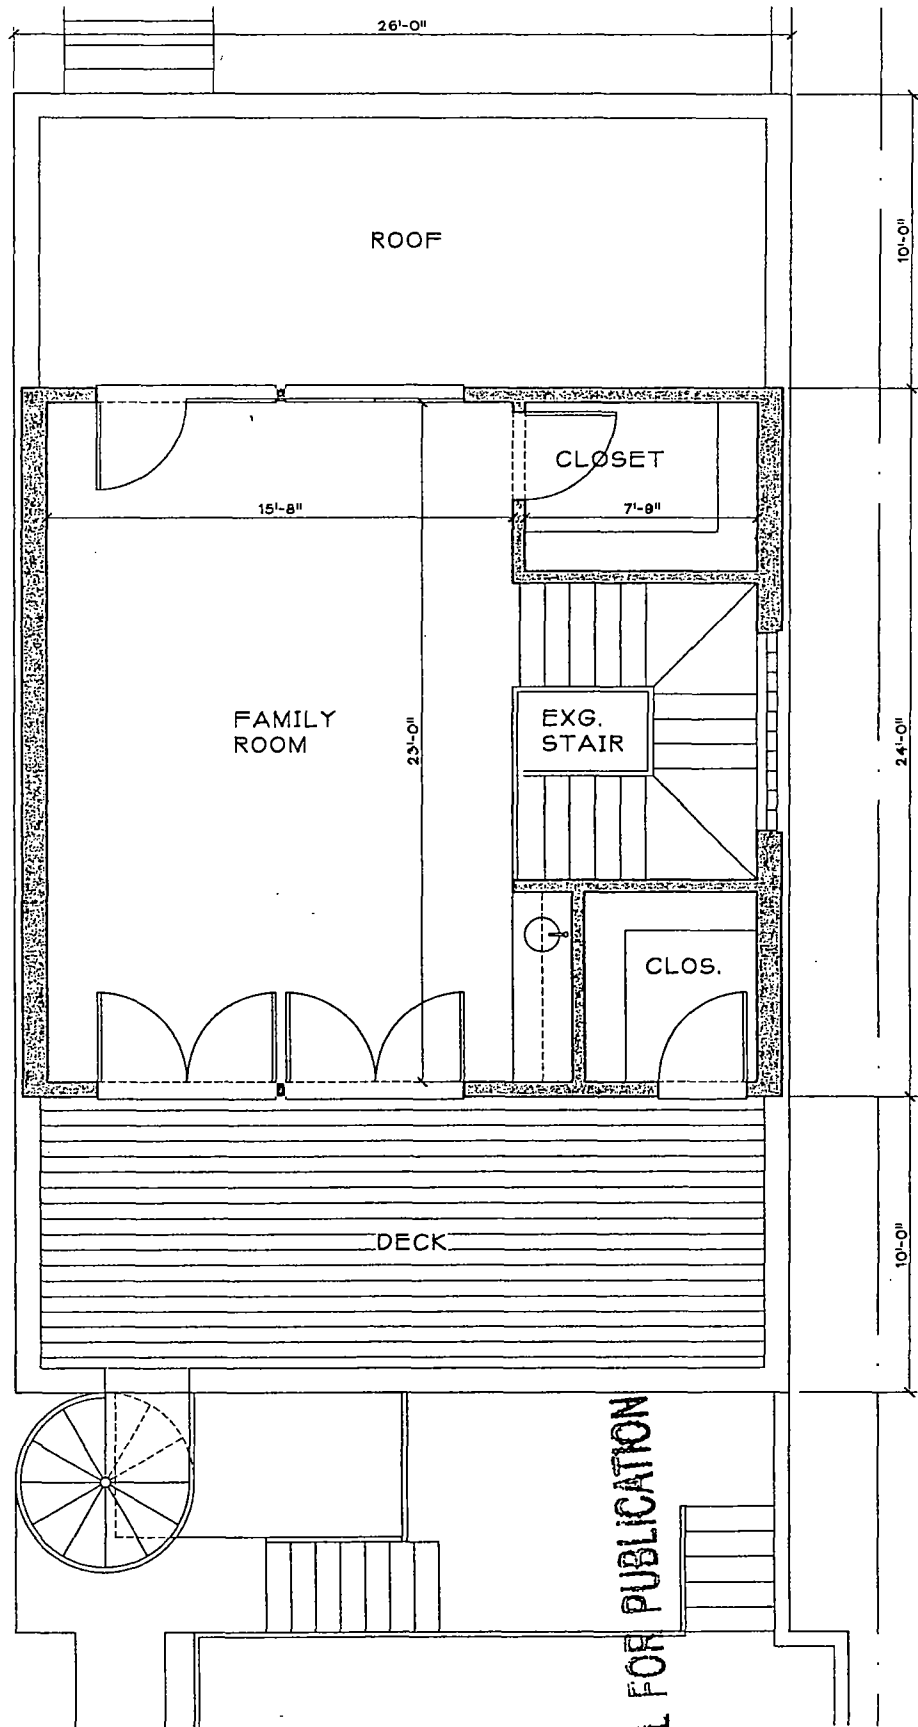 26'-0"
ROOF
10'-0"
CLOSET
15'-8"
7'-8"
FAMILY
ROOM
23'-0"
EXG.
STAIR
24'-0"
CLOS.
DECK
10'-0"
L FOR PUBLICATION